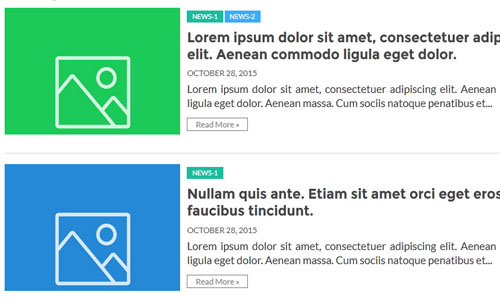 NEWS-1 NEWS-2
Lorem ipsum dolor sit amet, consectetuer adip
elit. Aenean commodo ligula eget dolor.
OCTOBER 28, 2015
Lorem ipsum dolor sit amet, consectetuer adipiscing elit. Aenean
ligula eget dolor. Aenean massa. Cum sociis natoque penatibus et...
Read More »
NEWS-1
Nullam quis ante. Etiam sit amet orci eget eros
faucibus tincidunt.
OCTOBER 28, 2015
Lorem ipsum dolor sit amet, consectetuer adipiscing elit. Aenean
ligula eget dolor. Aenean massa. Cum sociis natoque penatibus et...
Read More »